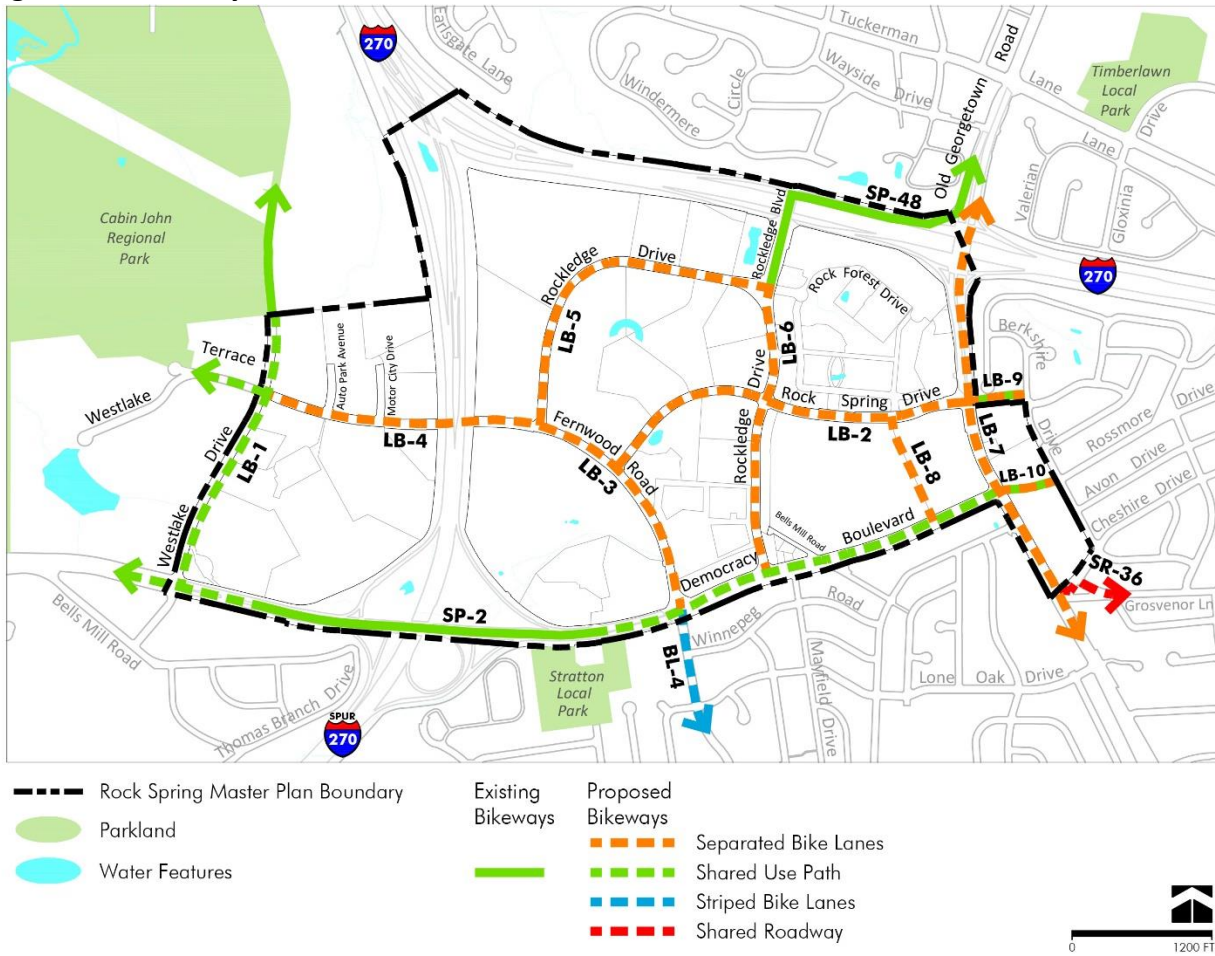 270
Earlsgate Lane
Tuckerman
Lane
Road
Old Georgetown
Wayside Drive
Windermere
Circle
Timberlawn
Local
Park
Lane
Drive
Valerian
Gloxinia
SP-48
Cabin John
Regional
Park
Rockledge Blvd
270
Rockledge
Drive
Rock Forest Drive
LB-5
LB-6
Berkshire
Drive
Terrace
Westlake
Auto Park Avenue
Motor City Drive
LB-4
Fernwood
Road
LB-3
Drive
Rockledge
Rock Spring Drive
LB-2
LB-9
LB-7
LB-8
LB-10
Rossmore Drive
Avon Drive
Cheshire Drive
Drive
Westlake
LB-1
Bells Mill Road
Boulevard
Democracy
SR-36
Grosvenor Ln
Bells Mill Road
SP-2
Winnepeg
Road
BL-4
Mayfield Drive
Lone Oak Drive
Stratton
Local
Park
Thomas Branch Drive
SPUR
270
Rock Spring Master Plan Boundary
Parkland
Water Features
Existing
Bikeways
Proposed
Bikeways
Separated Bike Lanes
Shared Use Path
Striped Bike Lanes
Shared Roadway
0
1200 FT